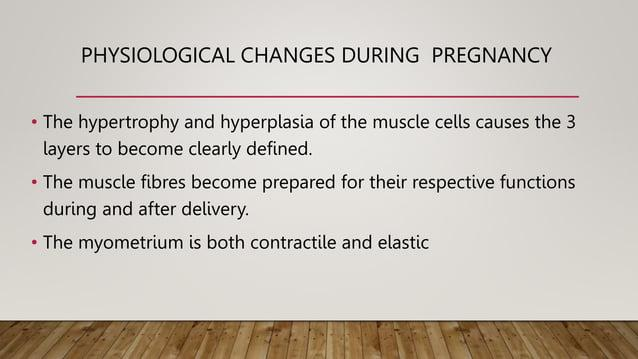 PHYSIOLOGICAL CHANGES DURING  PREGNANCY
• The hypertrophy and hyperplasia of the muscle cells causes the 3
layers to become clearly defined.
• The muscle fibres become prepared for their respective functions
during and after delivery.
• The myometrium is both contractile and elastic